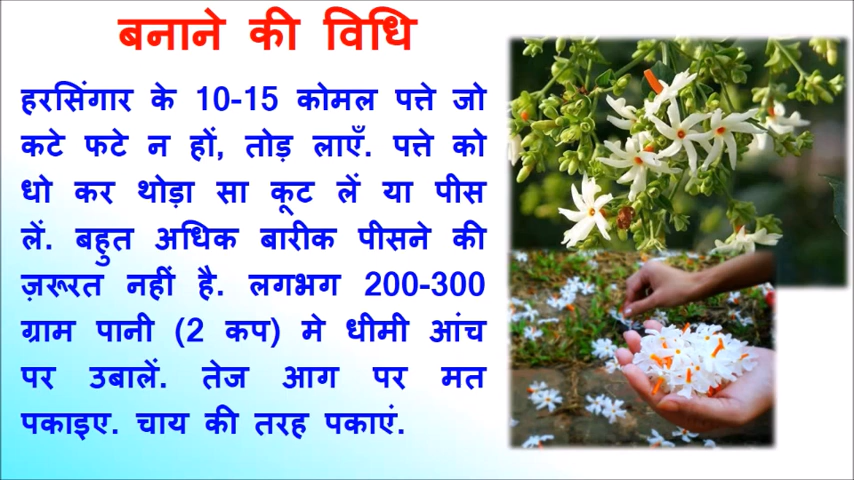 बनाने की विधि
हरसिंगार के 10-15 कोमल पत्ते जो
कटे फटे न हों, तोड़ लाएँ. पत्ते को
धो कर थोड़ा सा कूट लें या पीस
लें. बहुत अधिक बारीक पीसने की
ज़रूरत नहीं है. लगभग 200-300
ग्राम पानी (2 कप) मे धीमी आंच
पर उबालें. तेज आग पर मत
पकाइए. चाय की तरह पकाएं.